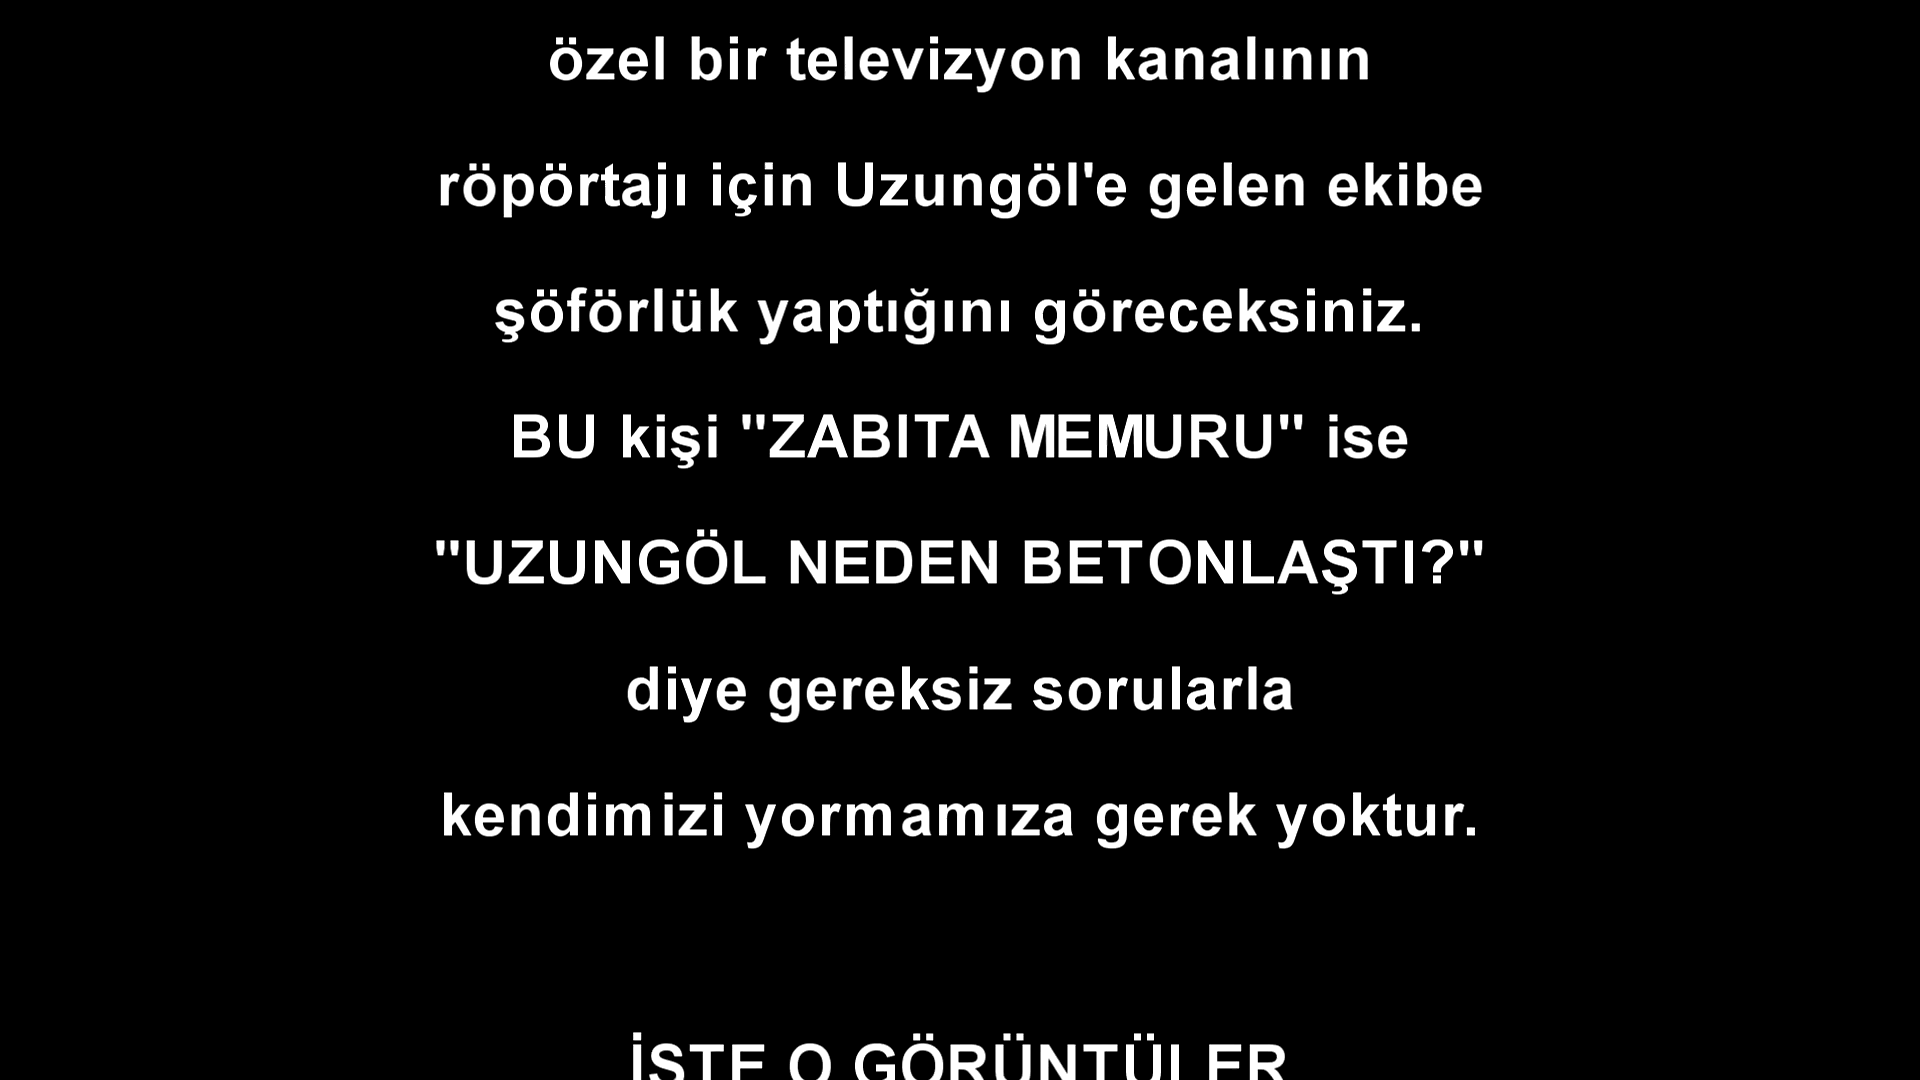 özel bir televizyon kanalının
röpörtajı için Uzungöl'e gelen ekibe
şöförlük yaptığını göreceksiniz.
BU kişi "ZABITA MEMURU" ise
"UZUNGÖL NEDEN BETONLAŞTI?"
diye gereksiz sorularla
kendimizi yormamıza gerek yoktur.
İŞTE O GÖRÜNTÜLER